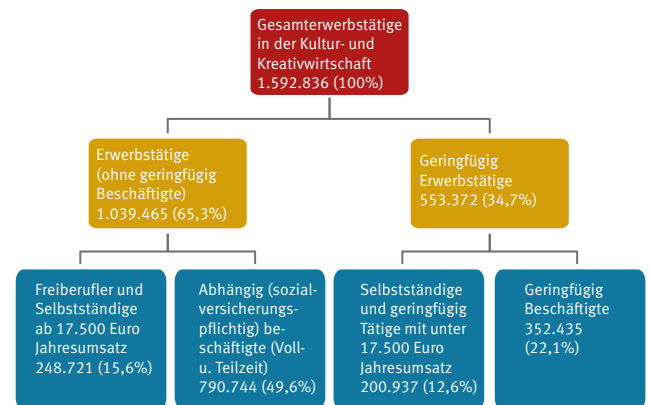 Gesamterwerbstätige
in der Kultur- und
Kreativwirtschaft
1.592.836 (100%)
Erwerbstätige
(ohne geringfügig
Beschäftigte)
1.039.465 (65,3%)
Geringfügig
Erwerbstätige
553.372 (34,7%)
Freiberufler und
Selbstständige
ab 17.500 Euro
Jahresumsatz
248.721 (15,6%)
Abhängig (sozial-
versicherungs-
pflichtig) be-
schäftigte (Voll-
u. Teilzeit)
790.744 (49,6%)
Selbstständige
und geringfügig
Tätige mit unter
17.500 Euro
Jahresumsatz
200.937 (12,6%)
Geringfügig
Beschäftigte
352.435
(22,1%)